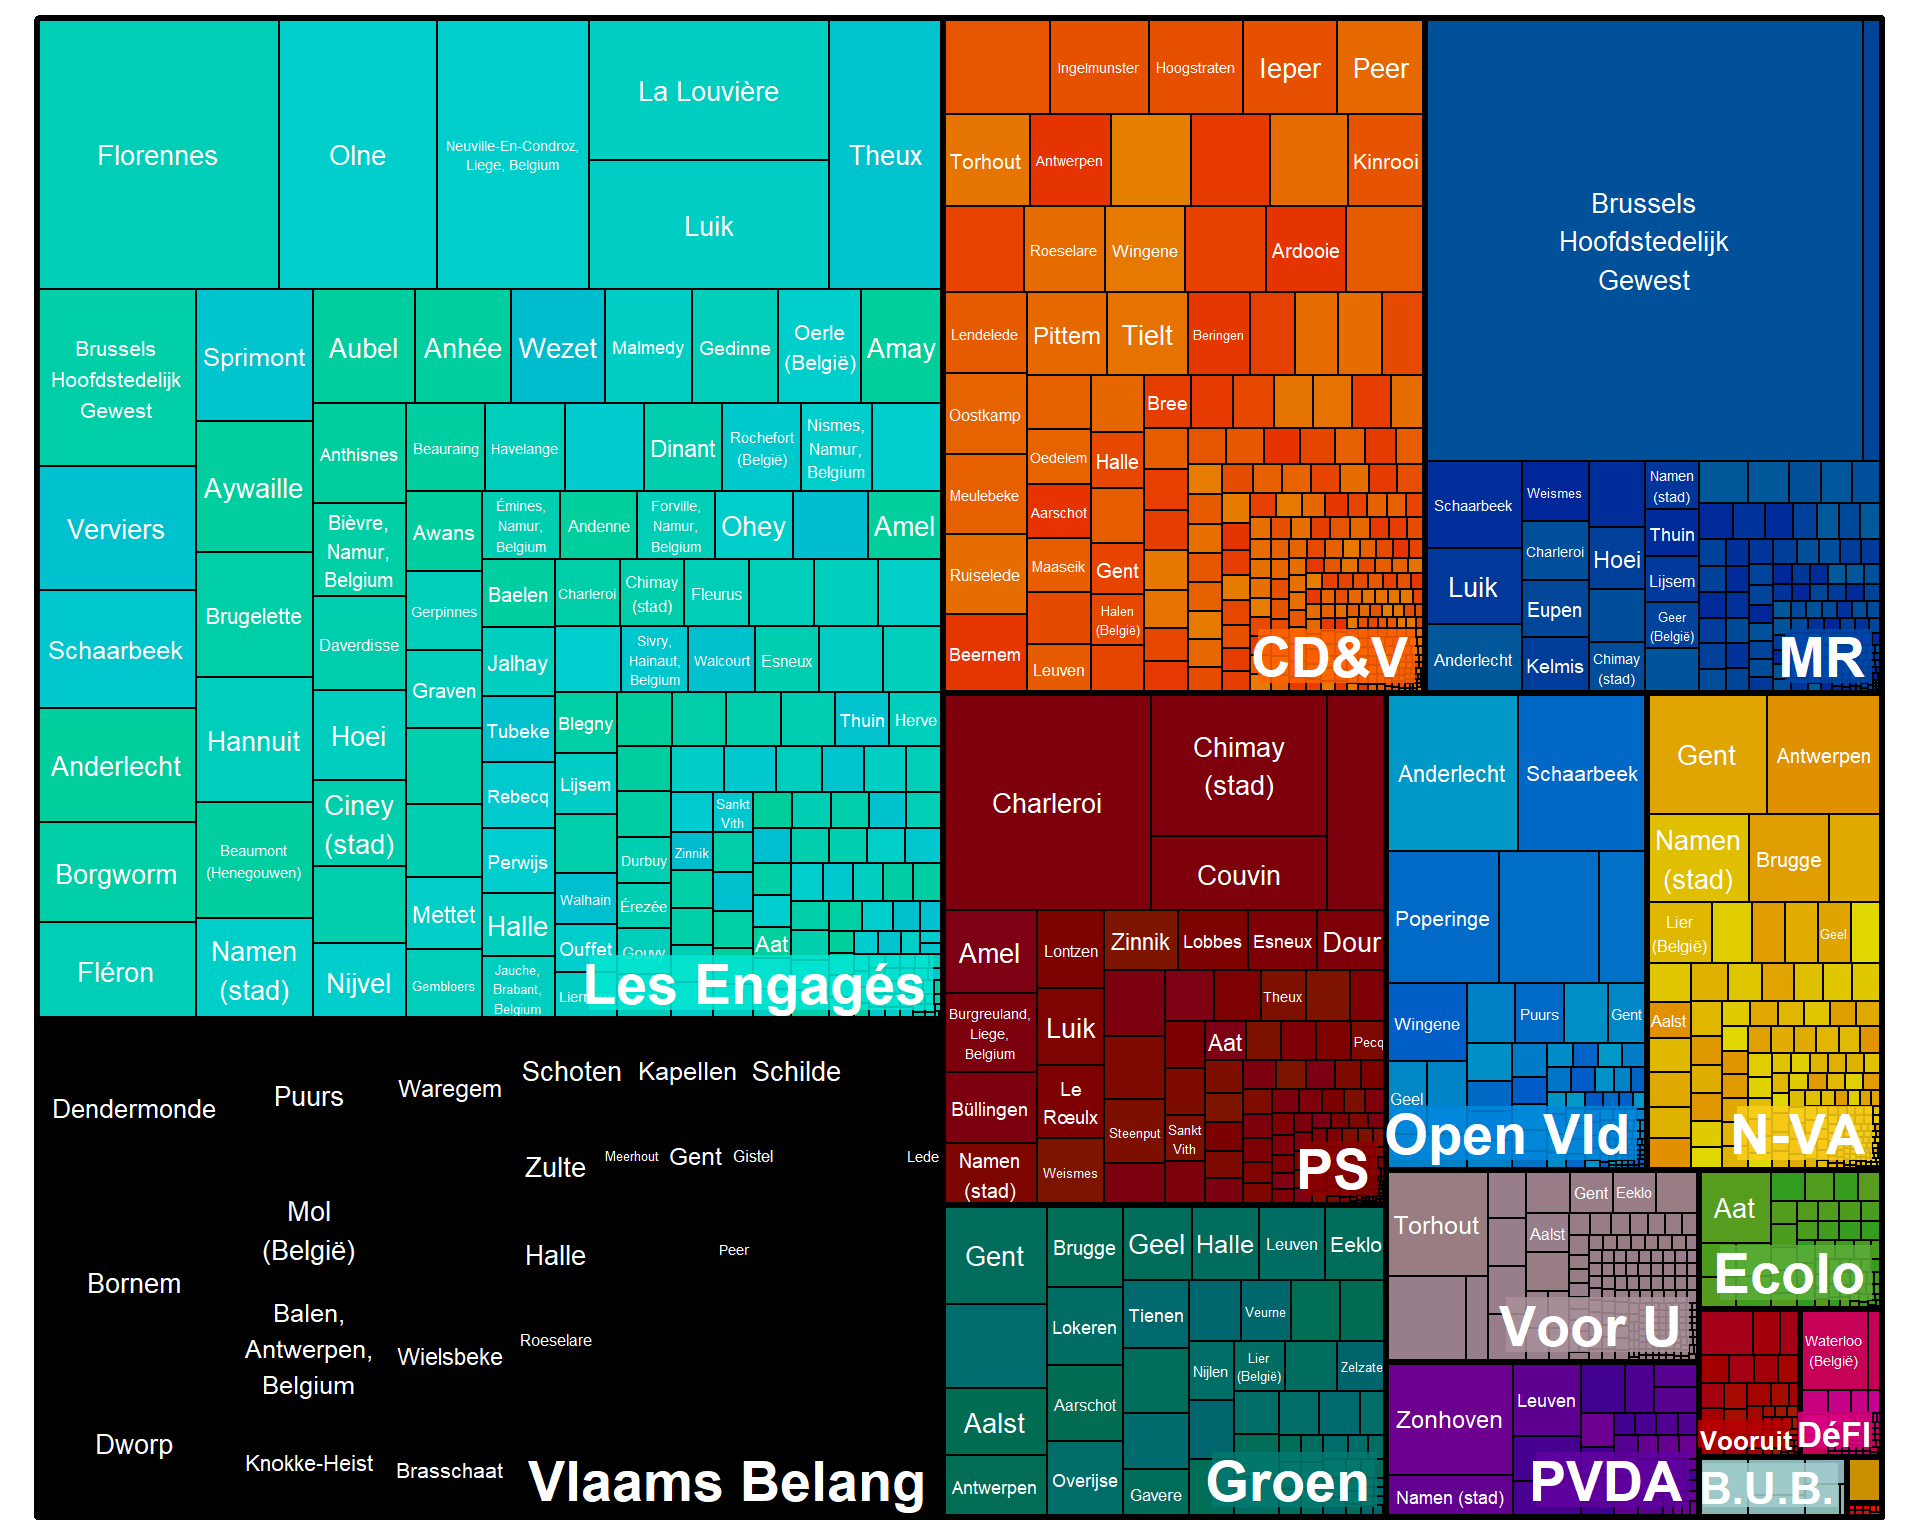 Florennes
Olne
Neuville-En-Condroz,
Liege, Belgium
La Louvière
Luik
Theux
Brussels
Hoofdstedelijk
Gewest
Sprimont
Aubel
Anhée
Wezet
Malmedy
Gedinne
Oerle
(België)
Amay
Verviers
Aywaille
Anthisnes
Beauraing
Havelange
Dinant
Rochefort
(België)
Nismes,
Namur,
Belgium
Bièvre,
Namur,
Belgium
Awans
Émines,
Namur,
Belgium
Andenne
Forville,
Namur,
Belgium
Ohey
Amel
Schaarbeek
Brugelette
Daverdisse
Gerpinnes
Baelen
Charleroi
Chimay
(stad)
Fleurus
Jalhay
Sivry,
Hainaut,
Belgium
Walcourt
Esneux
Graven
Anderlecht
Hannuit
Hoei
Tubeke
Blegny
Thuin
Herve
Rebecq
Lijsem
Ciney
(stad)
Sankt
Vith
Borgworm
Beaumont
(Henegouwen)
Perwijs
Zinnik
Durbuy
Mettet
Halle
Walhain
Érezée
Fléron
Namen
(stad)
Nijvel
Gembloers
Jauche,
Brabant,
Belgium
Ouffet
Gouvy
Aat
Les Engagés
Ingelmunster
Hoogstraten
Ieper
Peer
Torhout
Antwerpen
Kinrooi
Roeselare
Wingene
Ardooie
Lendelede
Pittem
Tielt
Beringen
Oostkamp
Bree
Oedelem
Halle
Meulebeke
Aarschot
Ruiselede
Maaseik
Gent
Halen
(België)
Beernem
Leuven
CD&V
Brussels
Hoofdstedelijk
Gewest
Schaarbeek
Weismes
Namen
(stad)
Charleroi
Hoei
Thuin
Luik
Eupen
Lijsem
Geer
(België)
Anderlecht
Kelmis
Chimay
(stad)
MR
Charleroi
Chimay
(stad)
Couvin
Amel
Lontzen
Zinnik
Lobbes
Esneux
Dour
Burgreuland,
Liege,
Belgium
Luik
Theux
Aat
Pecq
Büllingen
Le
Rœulx
Steenput
Sankt
Vith
Namen
(stad)
Weismes
PS
Anderlecht
Schaarbeek
Poperinge
Wingene
Puurs
Gent
Geel
Open Vld
Gent
Antwerpen
Namen
(stad)
Brugge
Lier
(België)
Geel
Aalst
N-VA
Dendermonde
Puurs
Waregem
Schoten
Kapellen
Schilde
Zulte
Meerhout
Gent
Gistel
Lede
Mol
(België)
Bornem
Halle
Peer
Balen,
Antwerpen,
Belgium
Wielsbeke
Roeselare
Dworp
Knokke-Heist
Brasschaat
Vlaams Belang
Gent
Brugge
Geel
Halle
Leuven
Eeklo
Lokeren
Tienen
Veurne
Aalst
Aarschot
Nijlen
Lier
(België)
Zelzate
Antwerpen
Overijse
Gavere
Groen
Torhout
Gent
Eeklo
Aalst
Voor U
Aat
Ecolo
Zonhoven
Leuven
Namen (stad)
PVDA
Vooruit
Waterloo
(België)
DéFI
B.U.B.